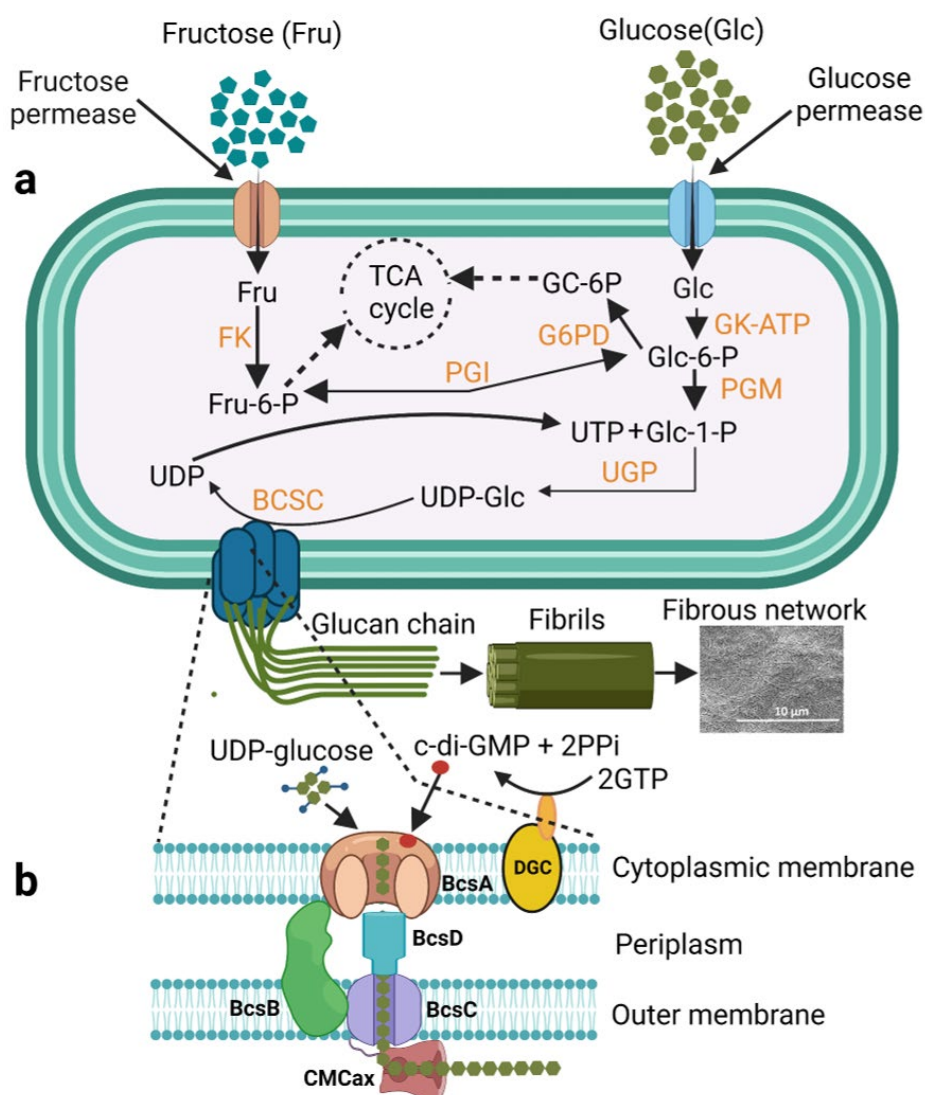 Fructose (Fru)
Glucose(Glc)
Fructose
permease
Glucose
permease
a
TCA
cycle
GC-6P
Glc
Fru
FK
G6PD
GK-ATP
Glc-6-P
PGI
PGM
Fru-6-P
UTP+Glc-1-P
UDP
UGP
BCSC
UDP-Glc
Glucan chain
Fibrils
Fibrous network
10 µm
UDP-glucose
c-di-GMP + 2PPi
2GTP
b
DGC
Cytoplasmic membrane
BcsA
BcsD
Periplasm
BcsB
BcsC
Outer membrane
CMCax